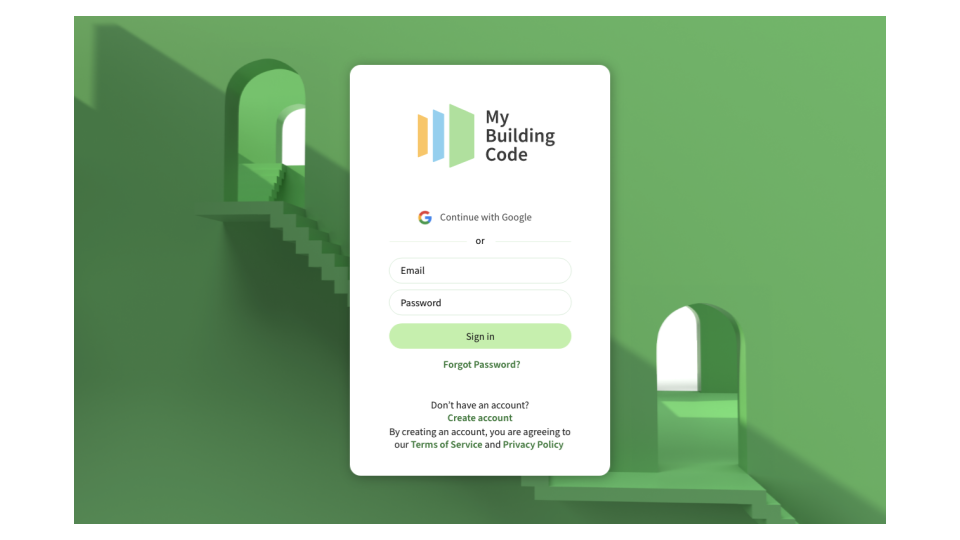 My
Building
Code
Continue with Google
or
Email
Password
Sign in
Forgot Password?
Don't have an account?
Create account
By creating an account, you are agreeing to
our Terms of Service and Privacy Policy